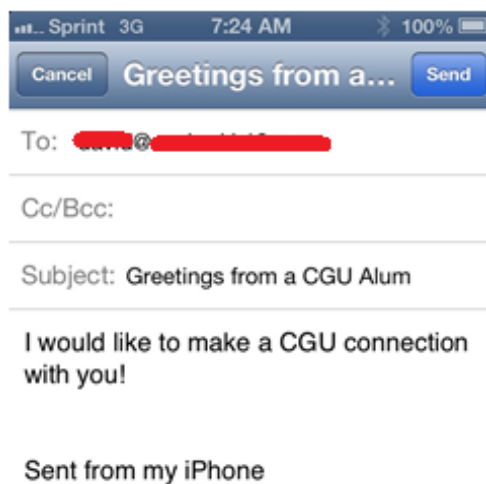 Sprint 3G 7:24 AM 100%
Cancel Greetings from a... Send
To: @
Cc/Bcc:
Subject: Greetings from a CGU Alum
I would like to make a CGU connection
with you!
Sent from my iPhone